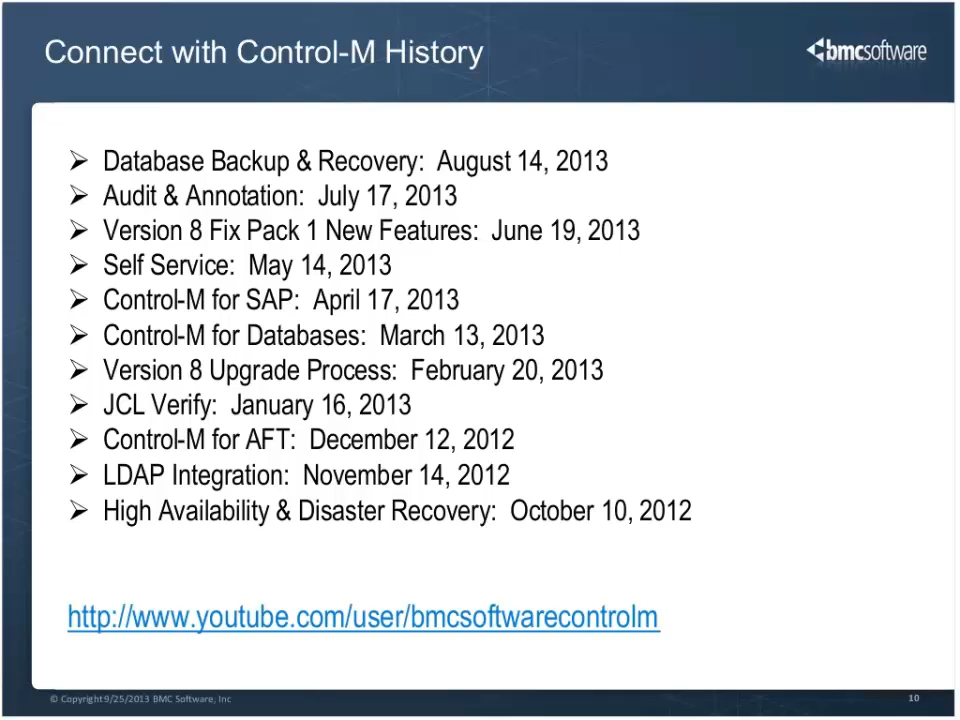 Connect with Control-M History
bmcsoftware
➢ Database Backup & Recovery: August 14, 2013
➢ Audit & Annotation: July 17, 2013
➢ Version 8 Fix Pack 1 New Features: June 19, 2013
➢ Self Service: May 14, 2013
➢ Control-M for SAP: April 17, 2013
➢ Control-M for Databases: March 13, 2013
➢ Version 8 Upgrade Process: February 20, 2013
➢ JCL Verify: January 16, 2013
➢ Control-M for AFT: December 12, 2012
➢ LDAP Integration: November 14, 2012
➢ High Availability & Disaster Recovery: October 10, 2012
http://www.youtube.com/user/bmcsoftwarecontrolm
© Copyright 9/25/2013 BMC Software, Inc
10